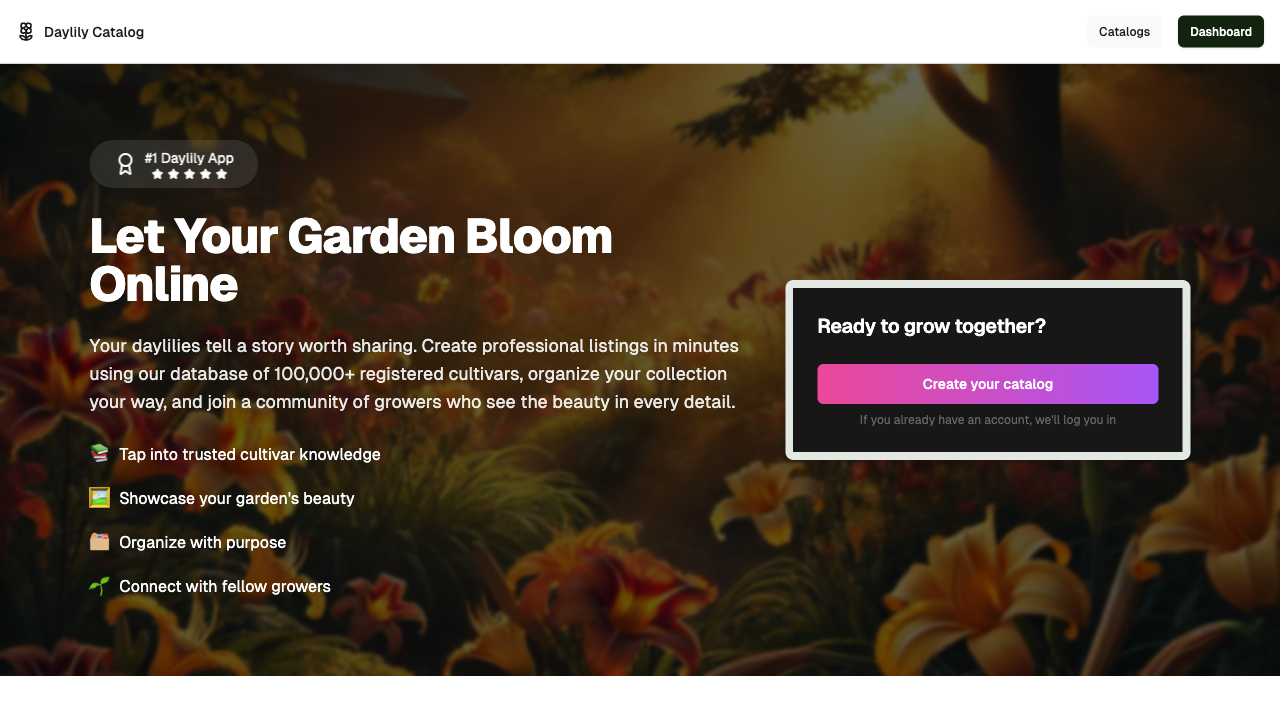 Daylily Catalog
Catalogs
Dashboard
#1 Daylily App
Let Your Garden Bloom
Online
Your daylilies tell a story worth sharing. Create professional listings in minutes
using our database of 100,000+ registered cultivars, organize your collection
your way, and join a community of growers who see the beauty in every detail.
Tap into trusted cultivar knowledge
Showcase your garden's beauty
Organize with purpose
Connect with fellow growers
Ready to grow together?
Create your catalog
If you already have an account, we'll log you in